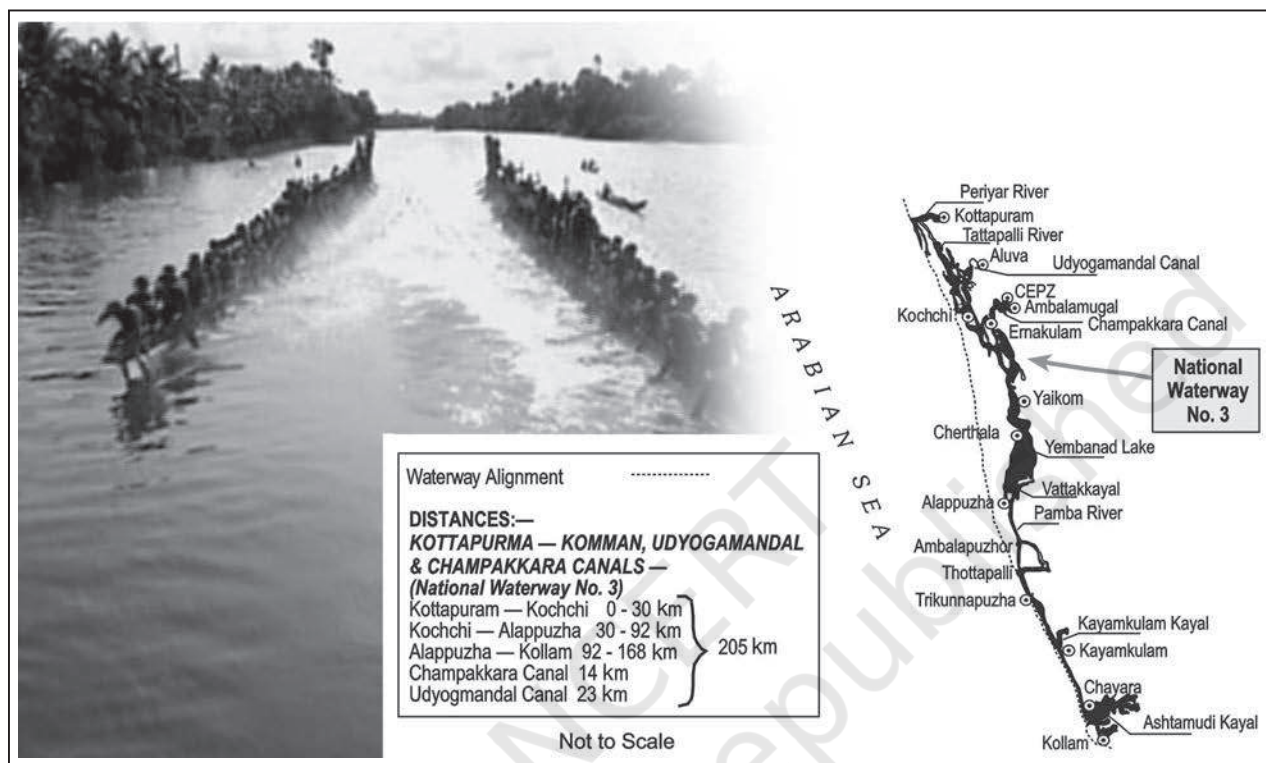 Periyar River
Kottapuram
Tattapalli River
Aluva
Udyogamandal Canal
CEPZ
Ambalamugal
Kochchi
Champakkara Canal
Ernakulam
ARABIAN SEA
National
Waterway
No. 3
Yaikom
Cherthala
Yembanad Lake
Vattakkayal
Alappuzha
Pamba River
Ambalapuzhor
Thottapalli
Trikunnapuzha
Kayamkulam Kayal
Kayamkulam
Chavara
Ashtamudi Kayal
Kollam
Waterway Alignment
DISTANCES:—
KOTTAPURMA — KOMMAN, UDYOGAMANDAL
& CHAMPAKKARA CANALS —
(National Waterway No. 3)
Kottapuram — Kochchi 0 - 30 km
Kochchi — Alappuzha 30 - 92 km
Alappuzha — Kollam 92 - 168 km
205 km
Champakkara Canal 14 km
Udyogmandal Canal 23 km
Not to Scale
NCERT
republished